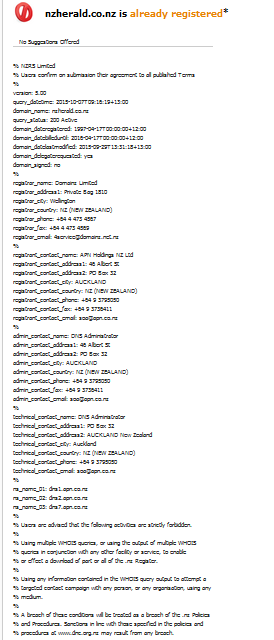 nzherald.co.nz is already registered*
No Suggestions Offered
% NZRS Limited
% Users confirm on submission their agreement to all published Terms
%
version: 5.00
query_datetime: 2015-10-07T09:16:19+13:00
domain_name: nzherald.co.nz
query_status: 200 Active
domain_dateregistered: 1997-04-17T00:00:00+12:00
domain_datebilleduntil: 2016-04-17T00:00:00+12:00
domain_datelastmodified: 2015-09-29T13:31:18+13:00
domain_delegaterequested: yes
domain_signed: no
%
registrar_name: Domains Limited
registrar_address1: Private Bag 1810
registrar_city: Wellington
registrar_country: NZ (NEW ZEALAND)
registrar_phone: +64 4 473 4567
registrar_fax: +64 4 473 4569
registrar_email: 4service@domains.net.nz
%
registrant_contact_name: APN Holdings NZ Ltd
registrant_contact_address1: 46 Albert St
registrant_contact_address2: PO Box 32
registrant_contact_city: AUCKLAND
registrant_contact_country: NZ (NEW ZEALAND)
registrant_contact_phone: +64 9 3795050
registrant_contact_fax: +64 9 3736411
registrant_contact_email: soa@apn.co.nz
%
admin_contact_name: DNS Administrator
admin_contact_address1: 46 Albert St
admin_contact_address2: PO Box 32
admin_contact_city: AUCKLAND
admin_contact_country: NZ (NEW ZEALAND)
admin_contact_phone: +64 9 3795050
admin_contact_fax: +64 9 3736411
admin_contact_email: soa@apn.co.nz
%
technical_contact_name: DNS Administrator
technical_contact_address1: PO Box 32
technical_contact_address2: AUCKLAND New Zealand
technical_contact_city: Auckland
technical_contact_country: NZ (NEW ZEALAND)
technical_contact_phone: +64 9 3795050
technical_contact_email: soa@apn.co.nz
%
ns_name_01: dns1.apn.co.nz
ns_name_02: dns2.apn.co.nz
ns_name_03: dns7.apn.co.nz
%
% Users are advised that the following activities are strictly forbidden.
%
% Using multiple WHOIS queries, or using the output of multiple WHOIS
% queries in conjunction with any other facility or service, to enable
% or effect a download of part or all of the .nz Register.
%
% Using any information contained in the WHOIS query output to attempt a
% targeted contact campaign with any person, or any organisation, using any
% medium.
%
% A breach of these conditions will be treated as a breach of the .nz Policies
% and Procedures. Sanctions in line with those specified in the policies and
% procedures at www.dnc.org.nz may result from any breach.